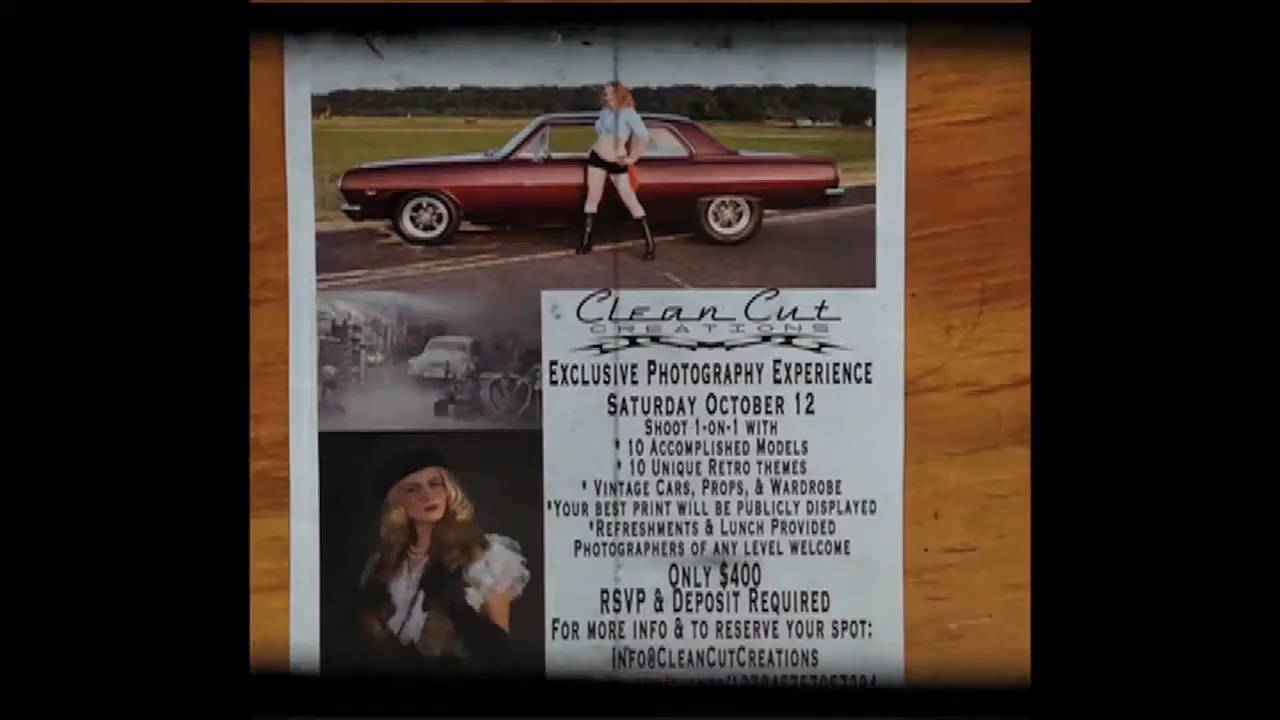 Clean Cut
CREATIONS
EXCLUSIVE PHOTOGRAPHY EXPERIENCE
SATURDAY OCTOBER 12
SHOOT 1-ON-1 WITH
* 10 ACCOMPLISHED MODELS
* 10 UNIQUE RETRO THEMES
* VINTAGE CARS, PROPS, & WARDROBE
*YOUR BEST PRINT WILL BE PUBLICLY DISPLAYED
*REFRESHMENTS & LUNCH PROVIDED
PHOTOGRAPHERS OF ANY LEVEL WELCOME
ONLY $400
RSVP & DEPOSIT REQUIRED
FOR MORE INFO & TO RESERVE YOUR SPOT:
INFO@CLEANCUTCREATIONS